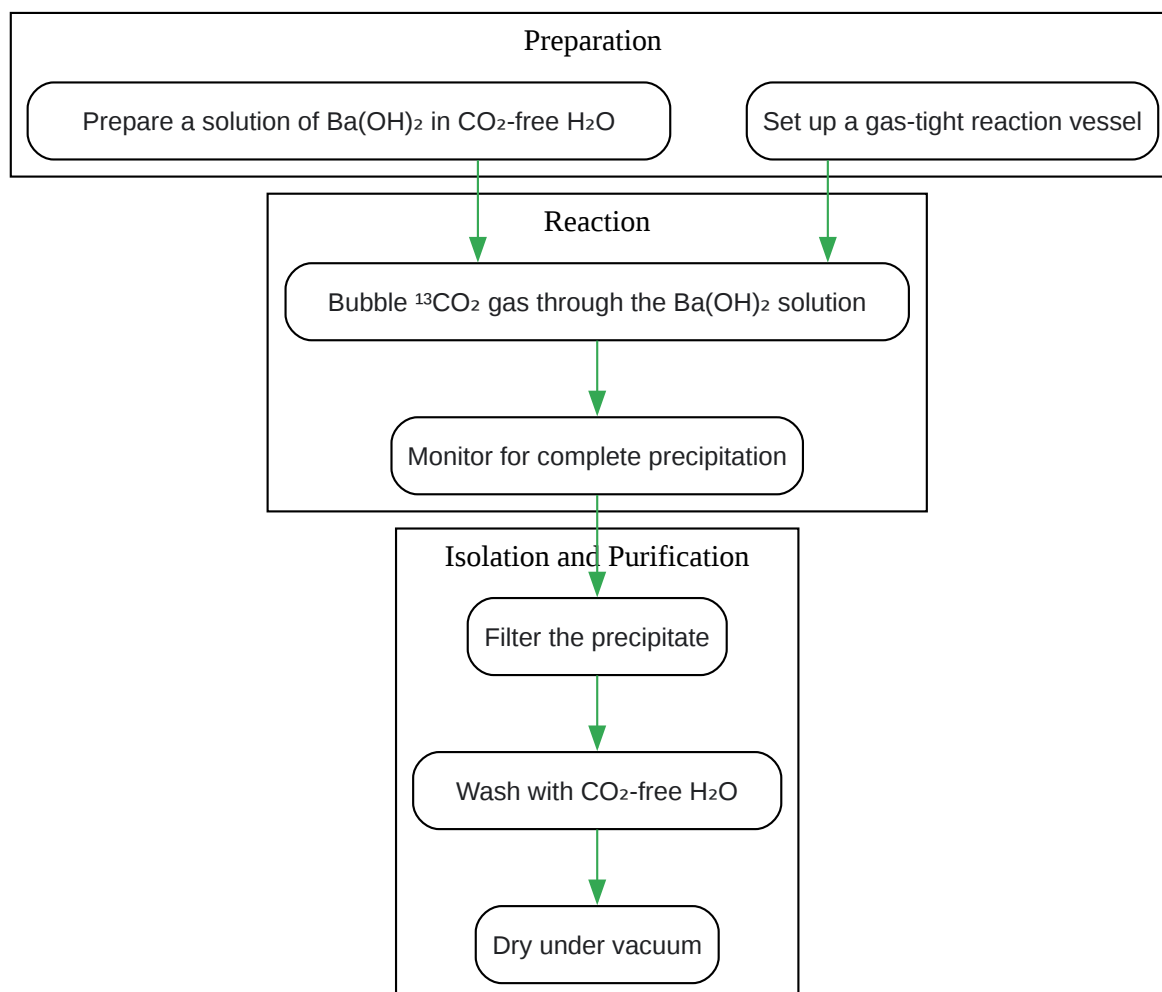 Preparation
Prepare a solution of Ba(OH)₂ in CO₂-free H₂O
Set up a gas-tight reaction vessel
Reaction
Bubble ¹³CO₂ gas through the Ba(OH)₂ solution
Monitor for complete precipitation
Isolation and Purification
Filter the precipitate
Wash with CO₂-free H₂O
Dry under vacuum